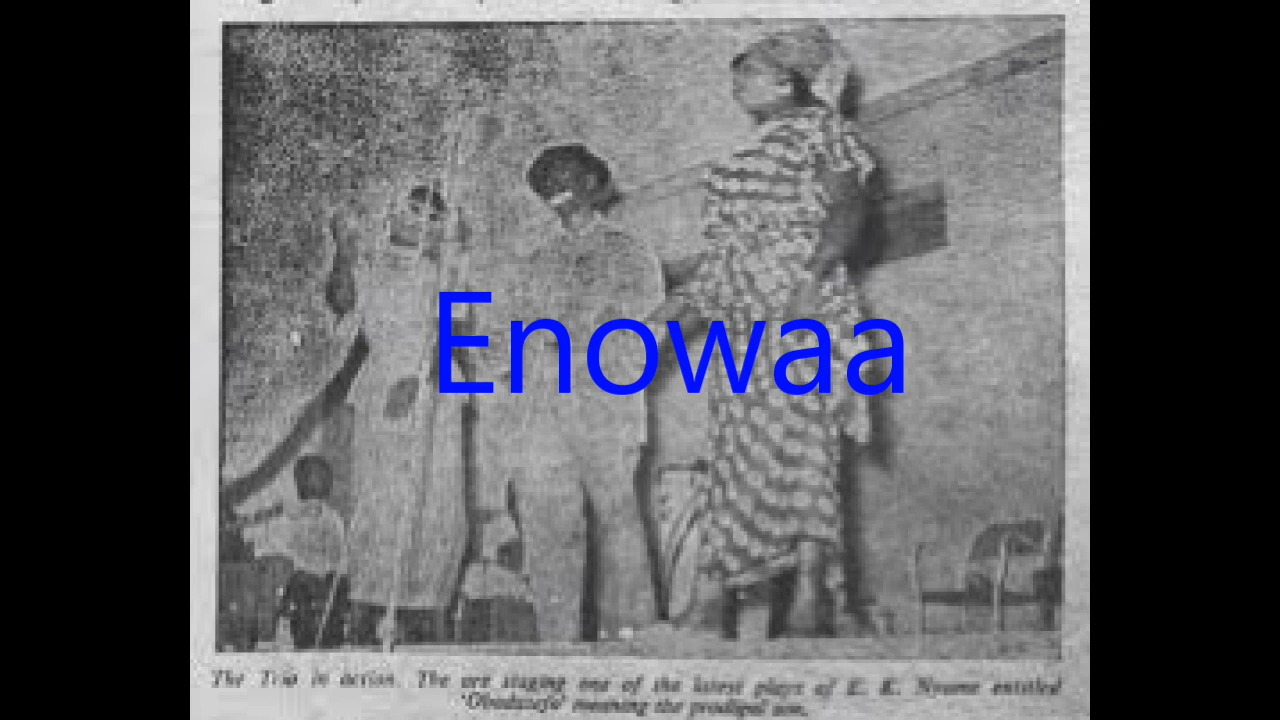 Enowaa
The Trio in action. The are staging one of the latest plays of E. K. Nyame entitled
meaning the prodigal son.